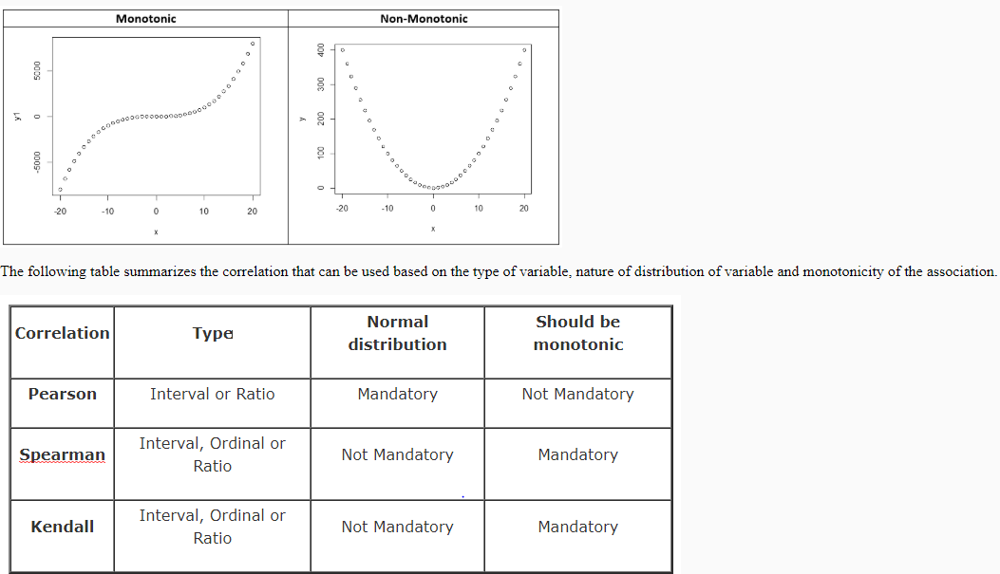 Monotonic
Non-Monotonic
y1
5000
0
-5000
-20 -10 0 10 20
x
y
400
300
200
100
0
-20 -10 0 10 20
x
The following table summarizes the correlation that can be used based on the type of variable, nature of distribution of variable and monotonicity of the association.
Correlation
Type
Normal
distribution
Should be
monotonic
Pearson
Interval or Ratio
Mandatory
Not Mandatory
Spearman
Interval, Ordinal or
Ratio
Not Mandatory
Mandatory
Kendall
Interval, Ordinal or
Ratio
Not Mandatory
Mandatory